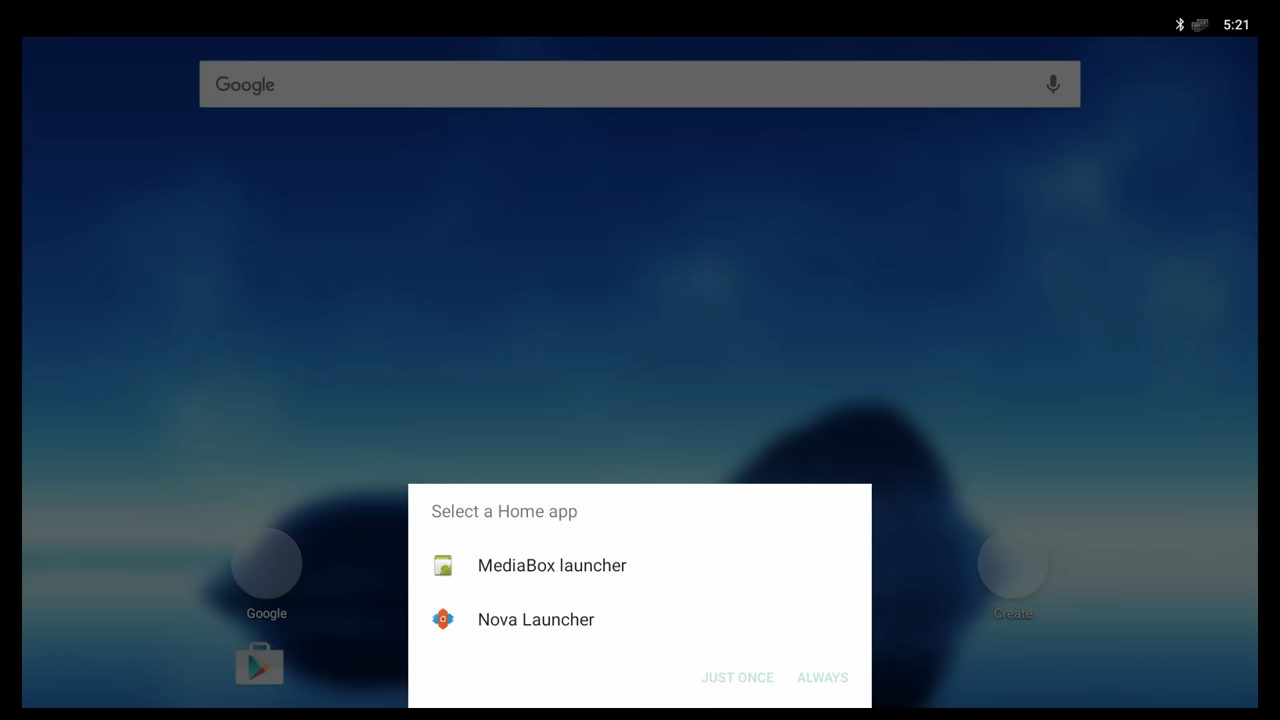 5:21
Google
Select a Home app
MediaBox launcher
Nova Launcher
Google
Create
JUST ONCE ALWAYS